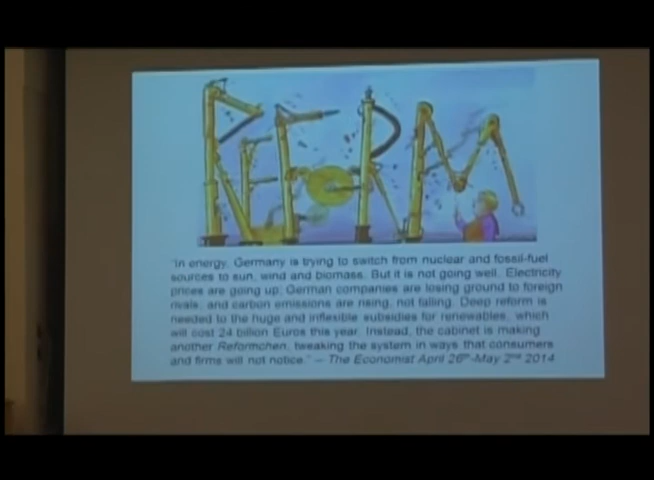 REFORM
"In energy, Germany is trying to switch from nuclear and fossil-fuel
sources to sun, wind and biomass. But it is not going well. Electricity
prices are going up, German companies are losing ground to foreign
rivals, and carbon emissions are rising, not falling. Deep reform is
needed to the huge and inflexible subsidies for renewables, which
will cost 24 billion Euros this year. Instead, the cabinet is making
another Reformchen, tweaking the system in ways that consumers
and firms will not notice." – The Economist April 26th-May 2nd 2014